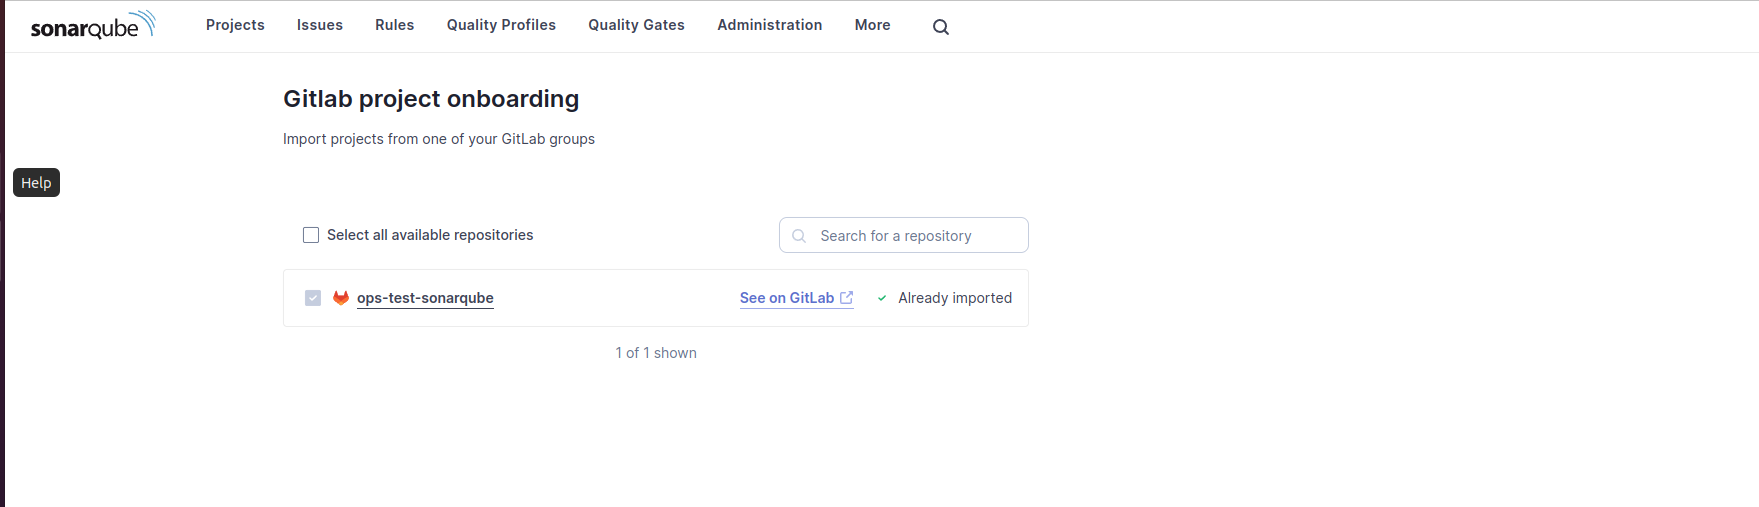 sonarqube Projects Issues Rules Quality Profiles Quality Gates Administration More
Gitlab project onboarding
Import projects from one of your GitLab groups
Help
Select all available repositories Search for a repository
ops-test-sonarqube See on GitLab Already imported
1 of 1 shown